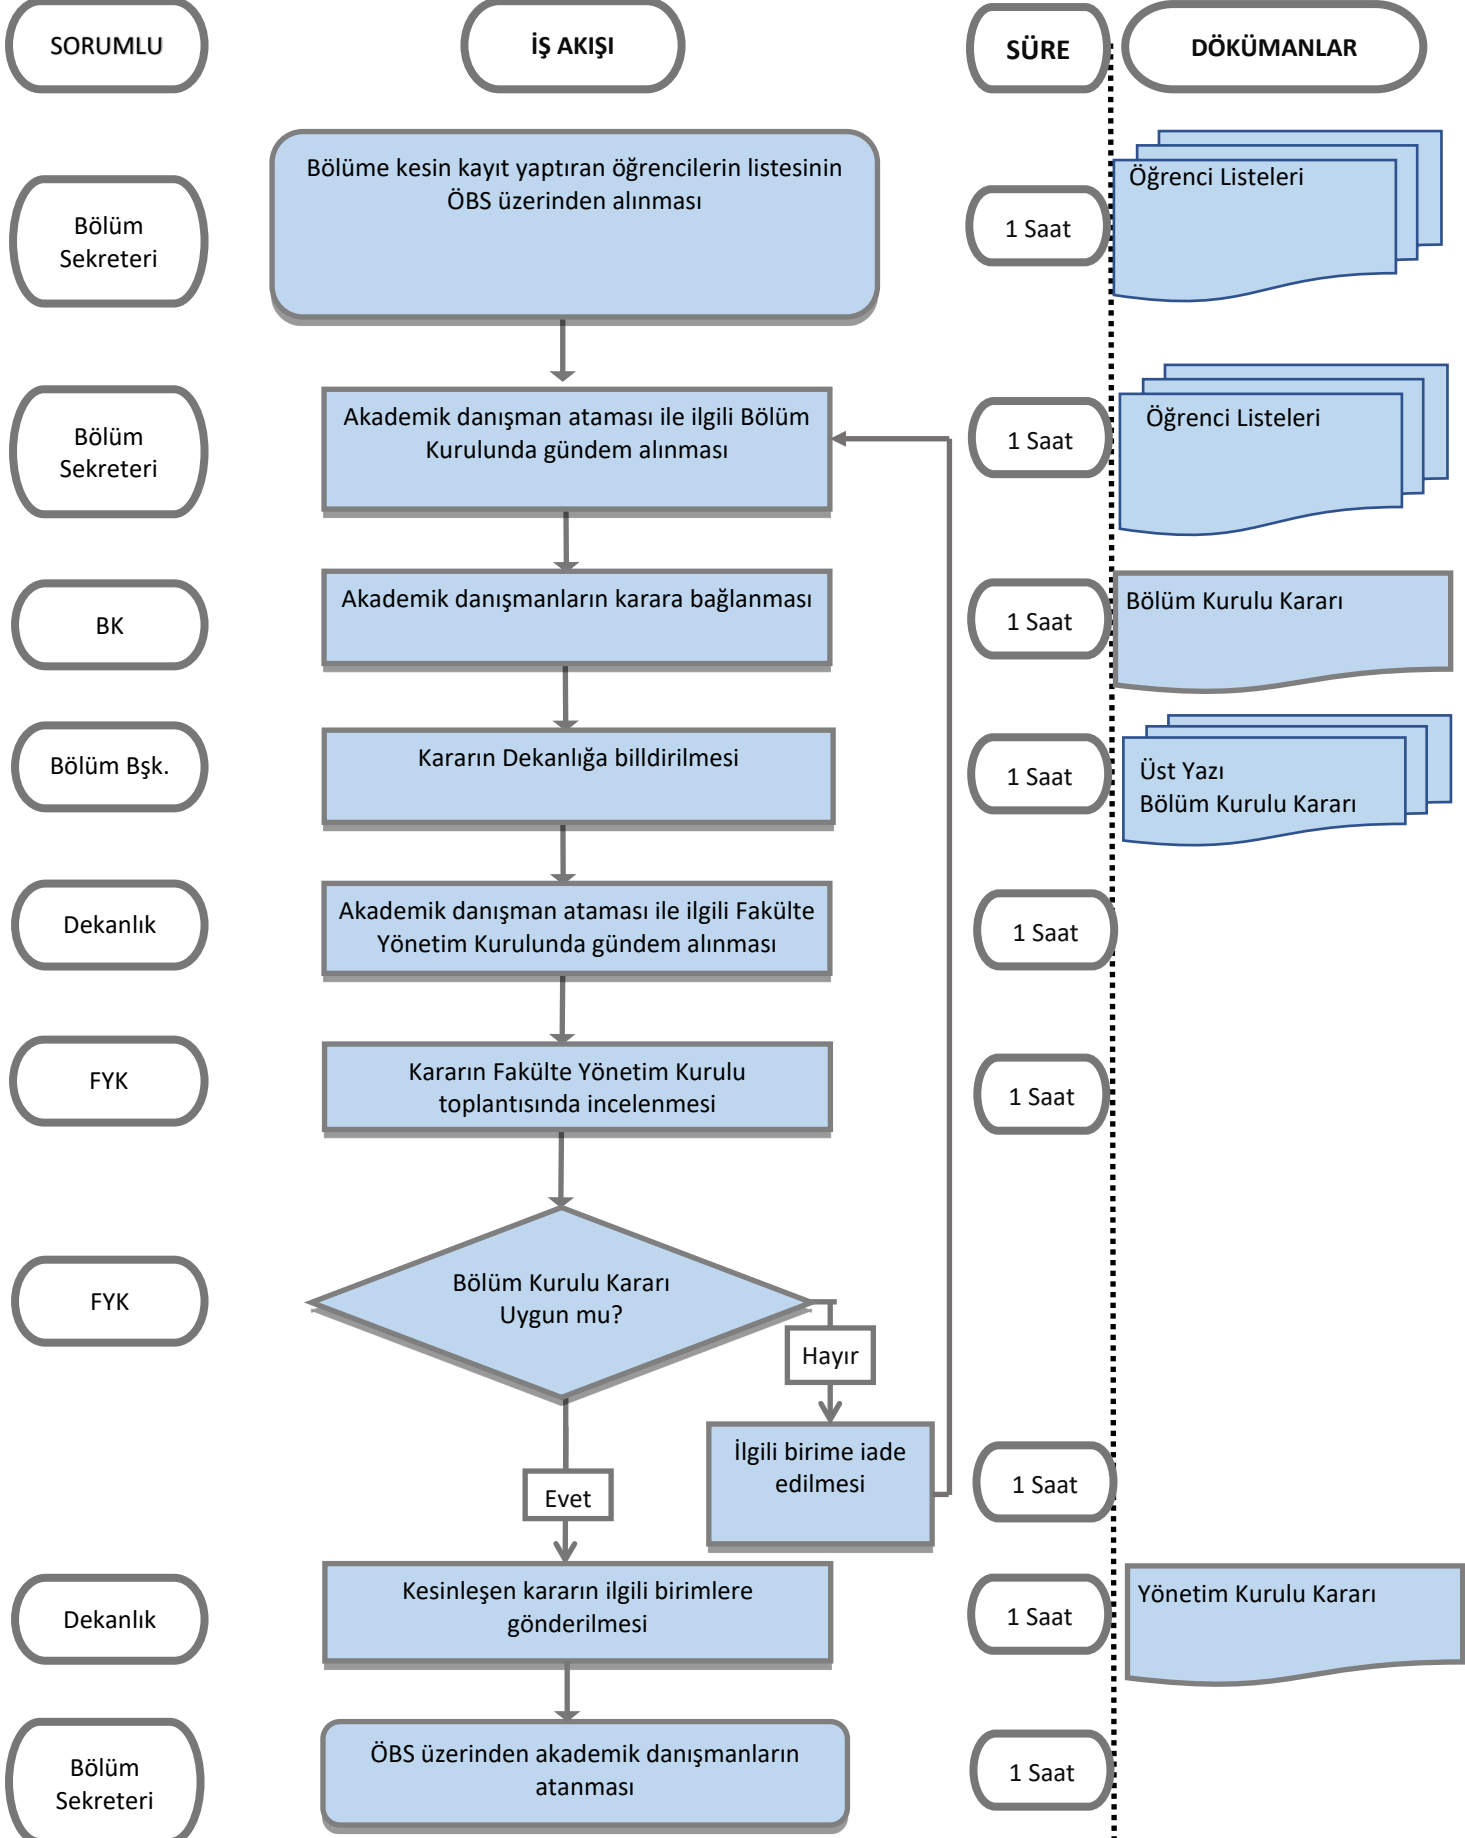 SORUMLU
İŞ AKIŞI
SÜRE
DÖKÜMANLAR
Bölüm
Sekreteri
Bölüme kesin kayıt yaptıran öğrencilerin listesinin
ÖBS üzerinden alınması
1 Saat
Öğrenci Listeleri
Bölüm
Sekreteri
Akademik danışman ataması ile ilgili Bölüm
Kurulunda gündem alınması
1 Saat
Öğrenci Listeleri
BK
Akademik danışmanların karara bağlanması
1 Saat
Bölüm Kurulu Kararı
Bölüm Bşk.
Kararın Dekanlığa billdirilmesi
1 Saat
Üst Yazı
Bölüm Kurulu Kararı
Dekanlık
Akademik danışman ataması ile ilgili Fakülte
Yönetim Kurulunda gündem alınması
1 Saat
FYK
Kararın Fakülte Yönetim Kurulu
toplantısında incelenmesi
1 Saat
FYK
Bölüm Kurulu Kararı
Uygun mu?
Hayır
İlgili birime iade
edilmesi
1 Saat
Evet
Dekanlık
Kesinleşen kararın ilgili birimlere
gönderilmesi
1 Saat
Yönetim Kurulu Kararı
Bölüm
Sekreteri
ÖBS üzerinden akademik danışmanların
atanması
1 Saat